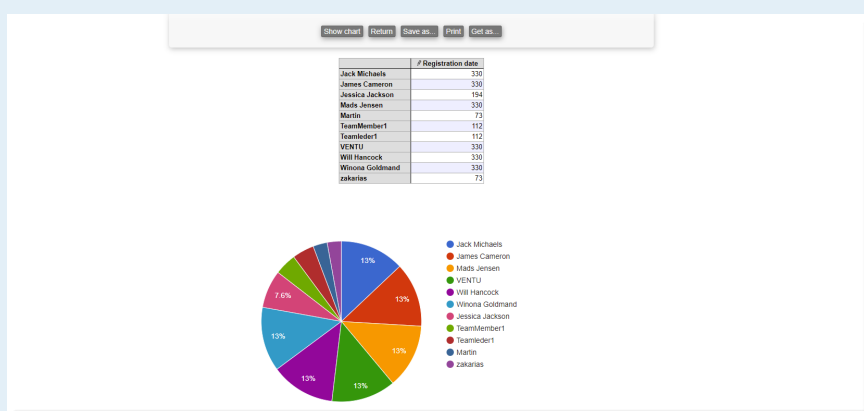 Show chart Return Save as... Print Get as...
# Registration date
Jack Michaels 330
James Cameron 330
Jessica Jackson 194
Mads Jensen 330
Martin 73
TeamMember1 112
Teamleder1 112
VENTU 330
Will Hancock 330
Winona Goldmand 330
zakarias 73
13%
13%
13%
13%
13%
13%
7.6%
Jack Michaels
James Cameron
Mads Jensen
VENTU
Will Hancock
Winona Goldmand
Jessica Jackson
TeamMember1
Teamleder1
Martin
zakarias